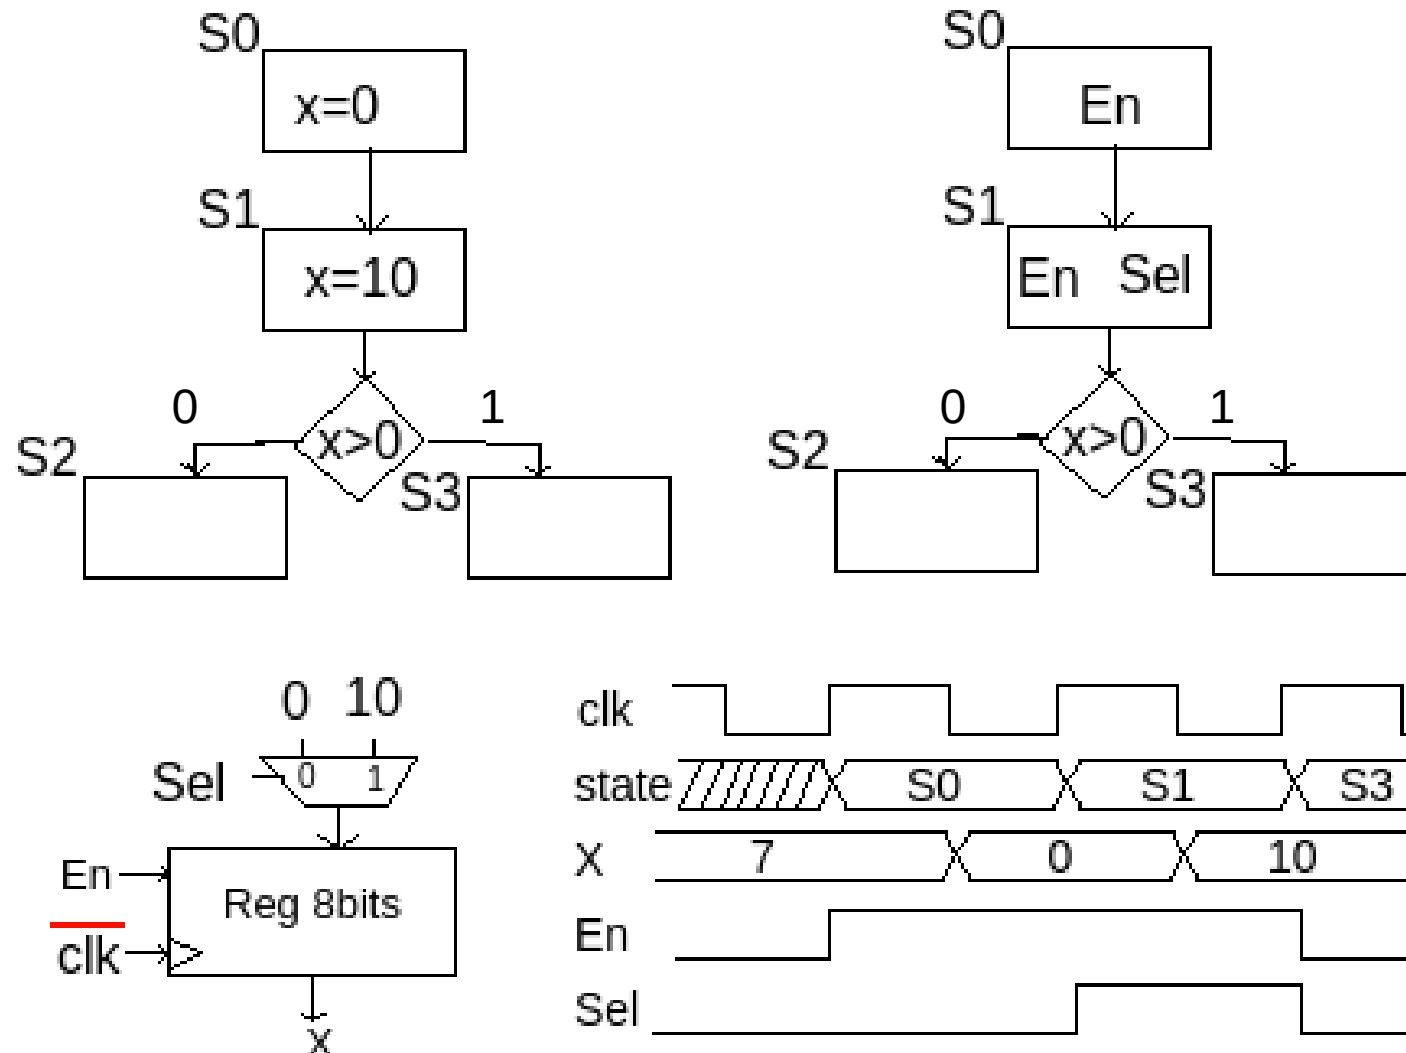 S0
x=0
S1
x=10
0 1
x>0
S2
S3
S0
En
S1
En Sel
0 1
x>0
S2
S3
0 10
Sel 0 1
En
Reg 8bits
clk
x
clk
state S0 S1 S3
X 7 0 10
En
Sel